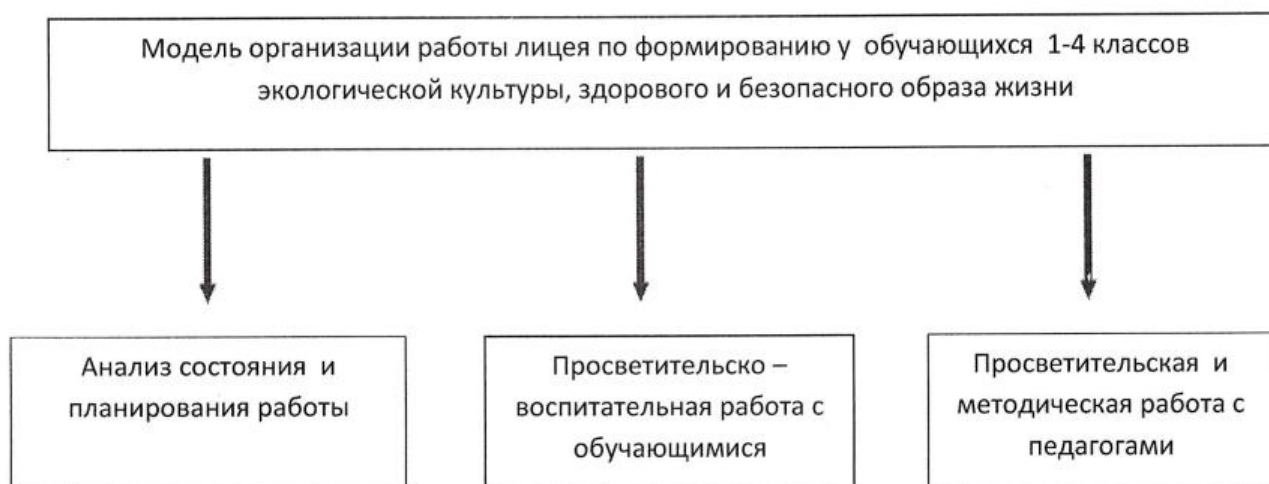 Модель организации работы лицея по формированию у обучающихся 1-4 классов
экологической культуры, здорового и безопасного образа жизни
Анализ состояния и
планирования работы
Просветительско –
воспитательная работа с
обучающимися
Просветительская и
методическая работа с
педагогами